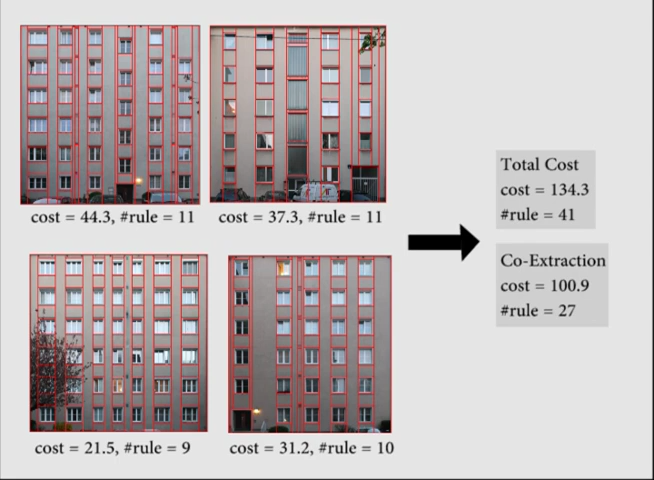 cost = 44.3, #rule = 11
cost = 37.3, #rule = 11
cost = 21.5, #rule = 9
cost = 31.2, #rule = 10
Total Cost
cost = 134.3
#rule = 41
Co-Extraction
cost = 100.9
#rule = 27